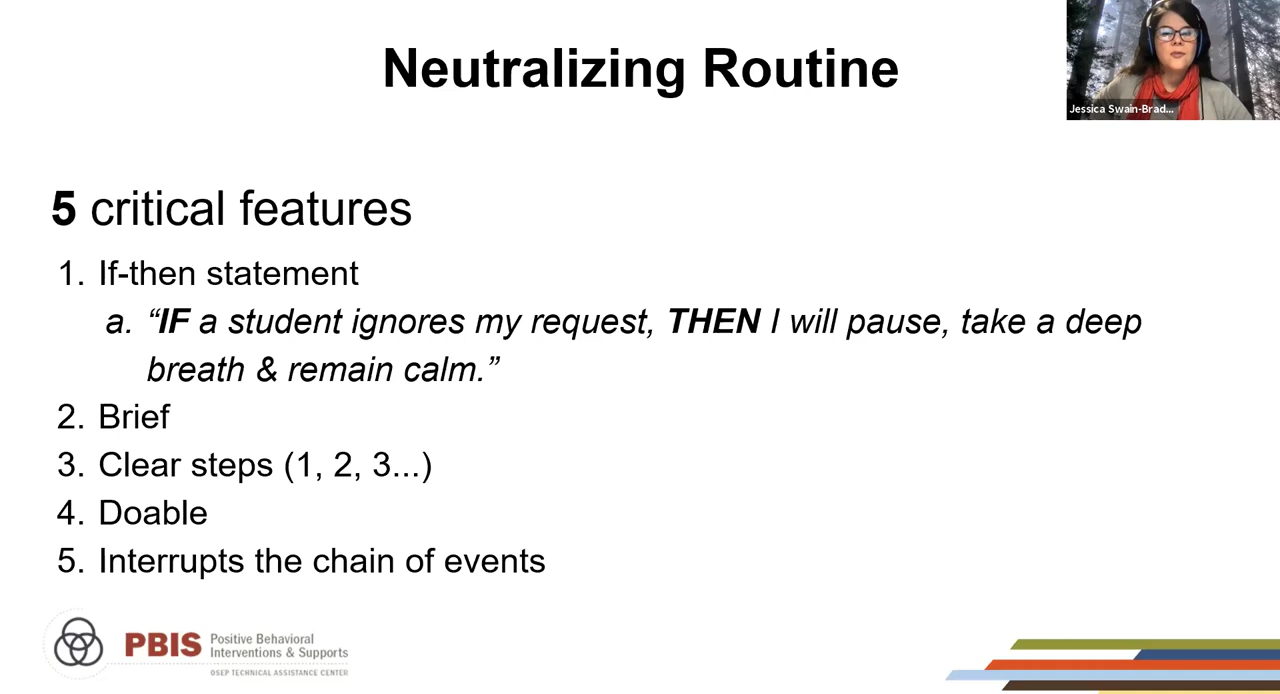 Neutralizing Routine
Jessica Swain-Brad...
5 critical features
1. If-then statement
a. “IF a student ignores my request, THEN I will pause, take a deep
breath & remain calm.”
2. Brief
3. Clear steps (1, 2, 3...)
4. Doable
5. Interrupts the chain of events
PBIS
Positive Behavioral
Interventions & Supports
OSEP TECHNICAL ASSISTANCE CENTER